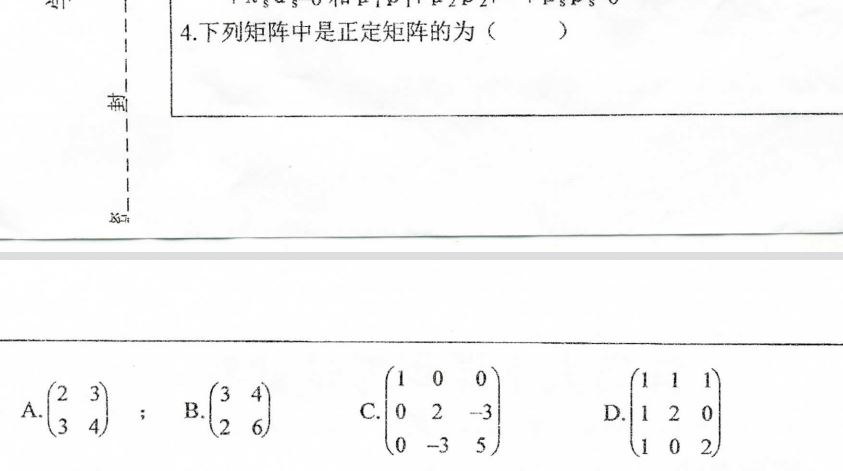 4.下列矩阵中是正定矩阵的为（ ）
封
A. (2 3
3 4) ； B. (3 4
2 6) C. (1 0 0
0 2 -3
0 -3 5) D. (1 1 1
1 2 0
1 0 2)